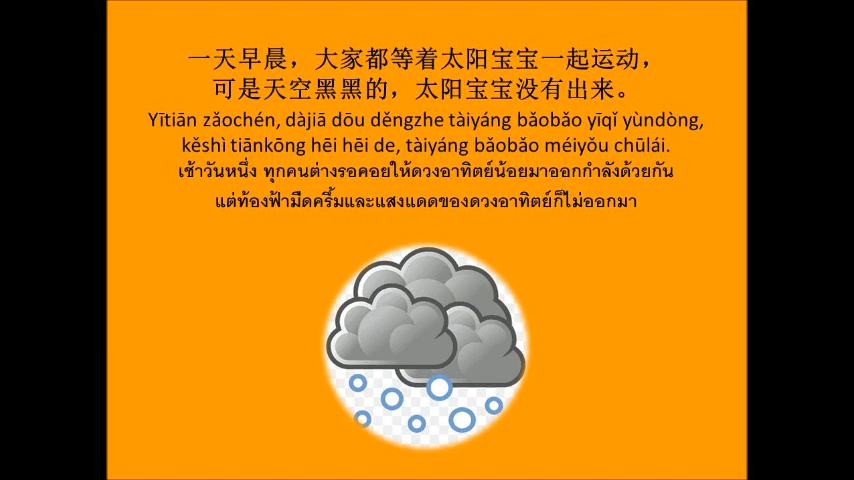 一天早晨，大家都等着太阳宝宝一起运动，
可是天空黑黑的，太阳宝宝没有出来。
Yītiān zǎochén, dàjiā dōu děngzhe tàiyáng bǎobǎo yīqǐ yùndòng,
kěshì tiānkōng hēi hēi de, tàiyáng bǎobǎo méiyǒu chūlái.
เช้าวันหนึ่ง ทุกคนต่างรอคอยให้ดวงอาทิตย์น้อยมาออกกำลังด้วยกัน
แต่ท้องฟ้ามืดครึ้มและแสงแดดของดวงอาทิตย์ก็ไม่ออกมา